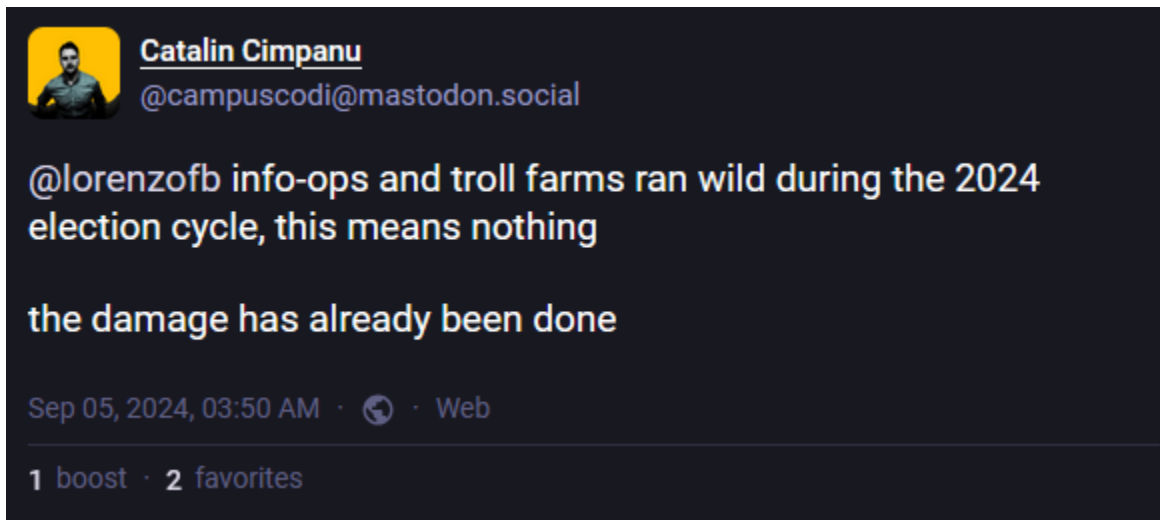 Catalin Cimpanu
@campuscodi@mastodon.social
@lorenzofb info-ops and troll farms ran wild during the 2024
election cycle, this means nothing
the damage has already been done
Sep 05, 2024, 03:50 AM · · Web
1 boost · 2 favorites